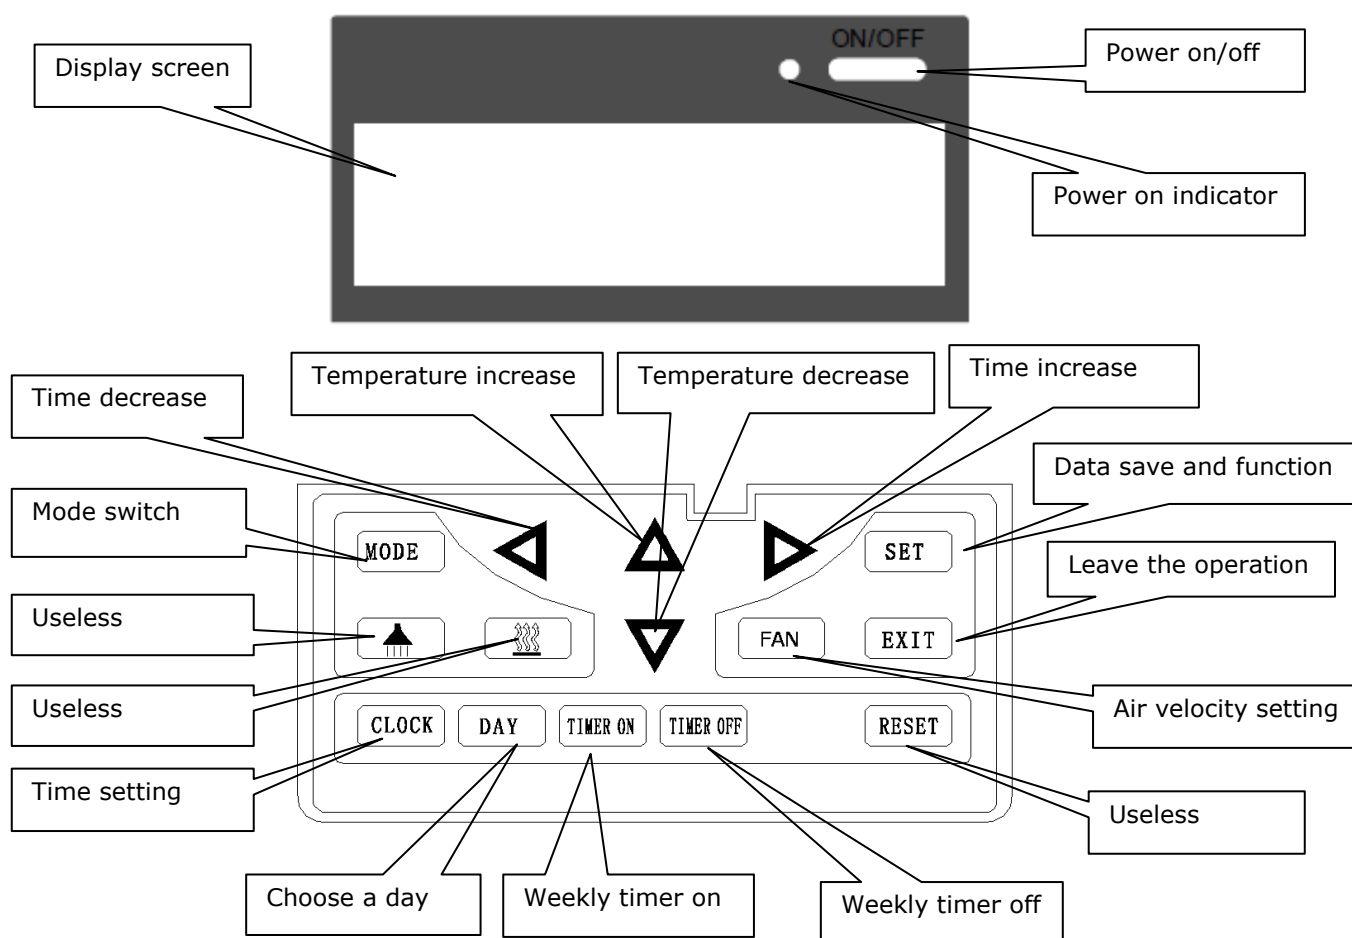 ON/OFF
Display screen
Power on/off
Power on indicator
Temperature increase
Temperature decrease
Time increase
Time decrease
Data save and function
Mode switch
MODE
SET
Leave the operation
Useless
FAN
EXIT
Useless
Air velocity setting
CLOCK
DAY
TIMER ON
TIMER OFF
RESET
Time setting
Useless
Choose a day
Weekly timer on
Weekly timer off